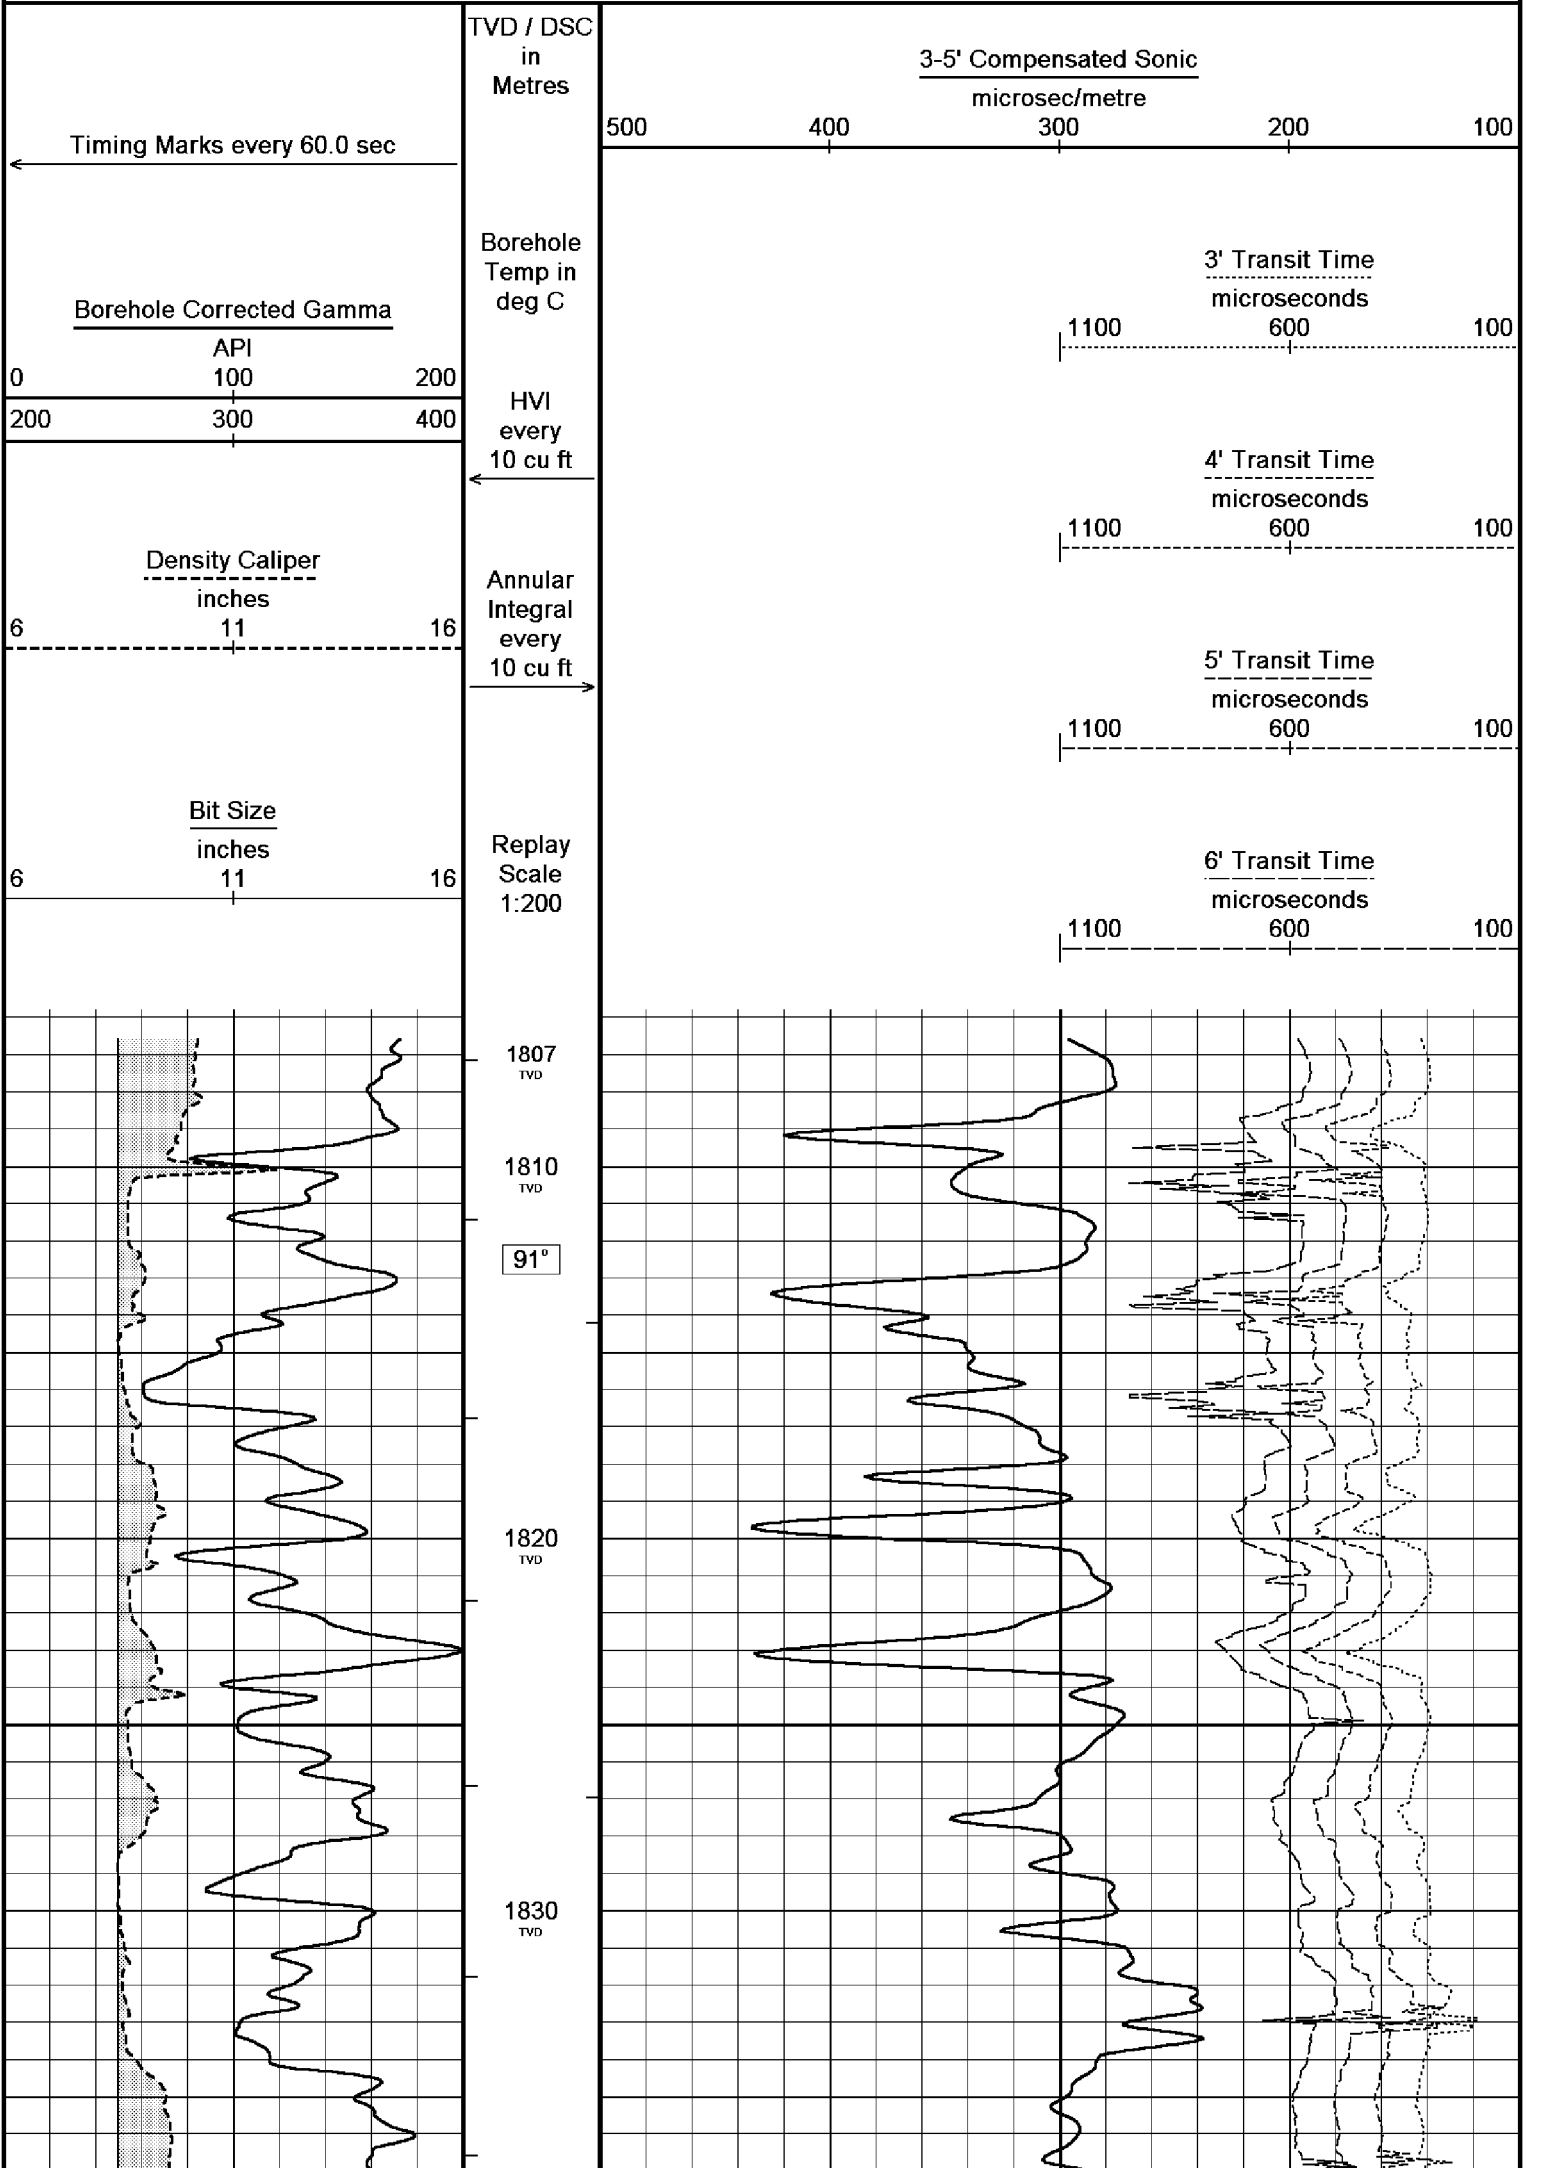 Timing Marks every 60.0 sec
Borehole Corrected Gamma
API
0 100 200
200 300 400
Density Caliper
inches
6 11 16
Bit Size
inches
6 11 16
TVD / DSC
in
Metres
Borehole
Temp in
deg C
HVI
every
10 cu ft
Annular
Integral
every
10 cu ft
Replay
Scale
1:200
3-5' Compensated Sonic
microsec/metre
500 400 300 200 100
3' Transit Time
microseconds
1100 600 100
4' Transit Time
microseconds
1100 600 100
5' Transit Time
microseconds
1100 600 100
6' Transit Time
microseconds
1100 600 100
1807
TVD
1810
TVD
91°
1820
TVD
1830
TVD